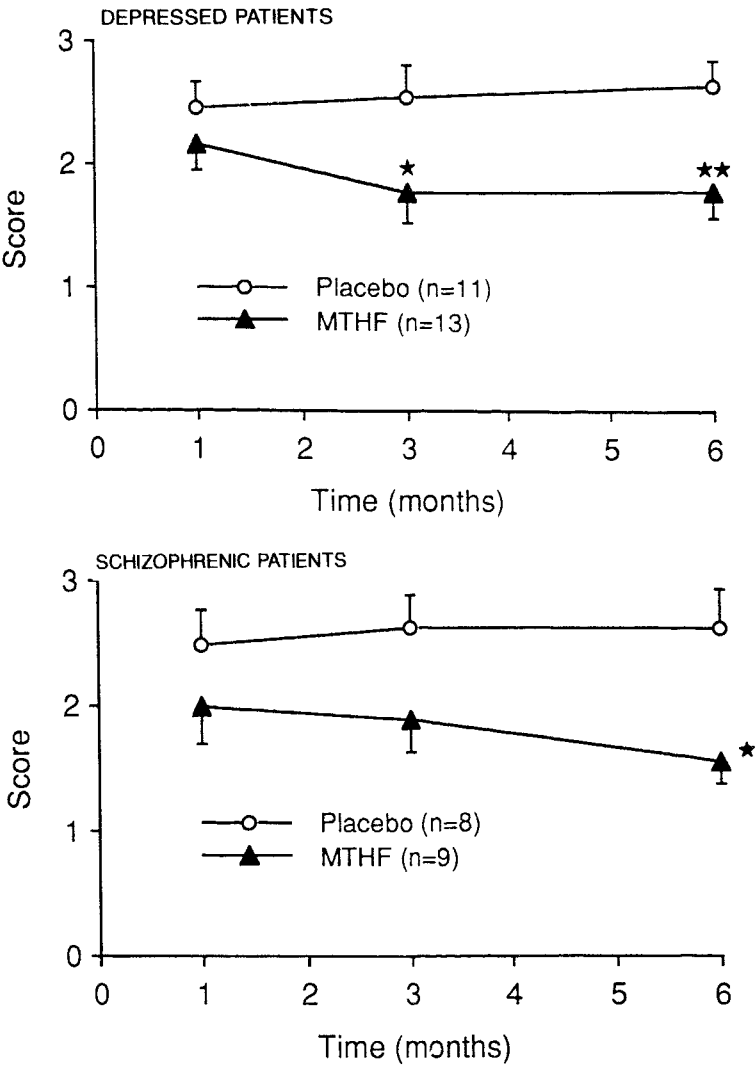 DEPRESSED PATIENTS
3
2
★
★★
Score
1
Placebo (n=11)
MTHF (n=13)
0
0 1 2 3 4 5 6
Time (months)
SCHIZOPHRENIC PATIENTS
3
2
★
Score
1
Placebo (n=8)
MTHF (n=9)
0
0 1 2 3 4 5 6
Time (months)